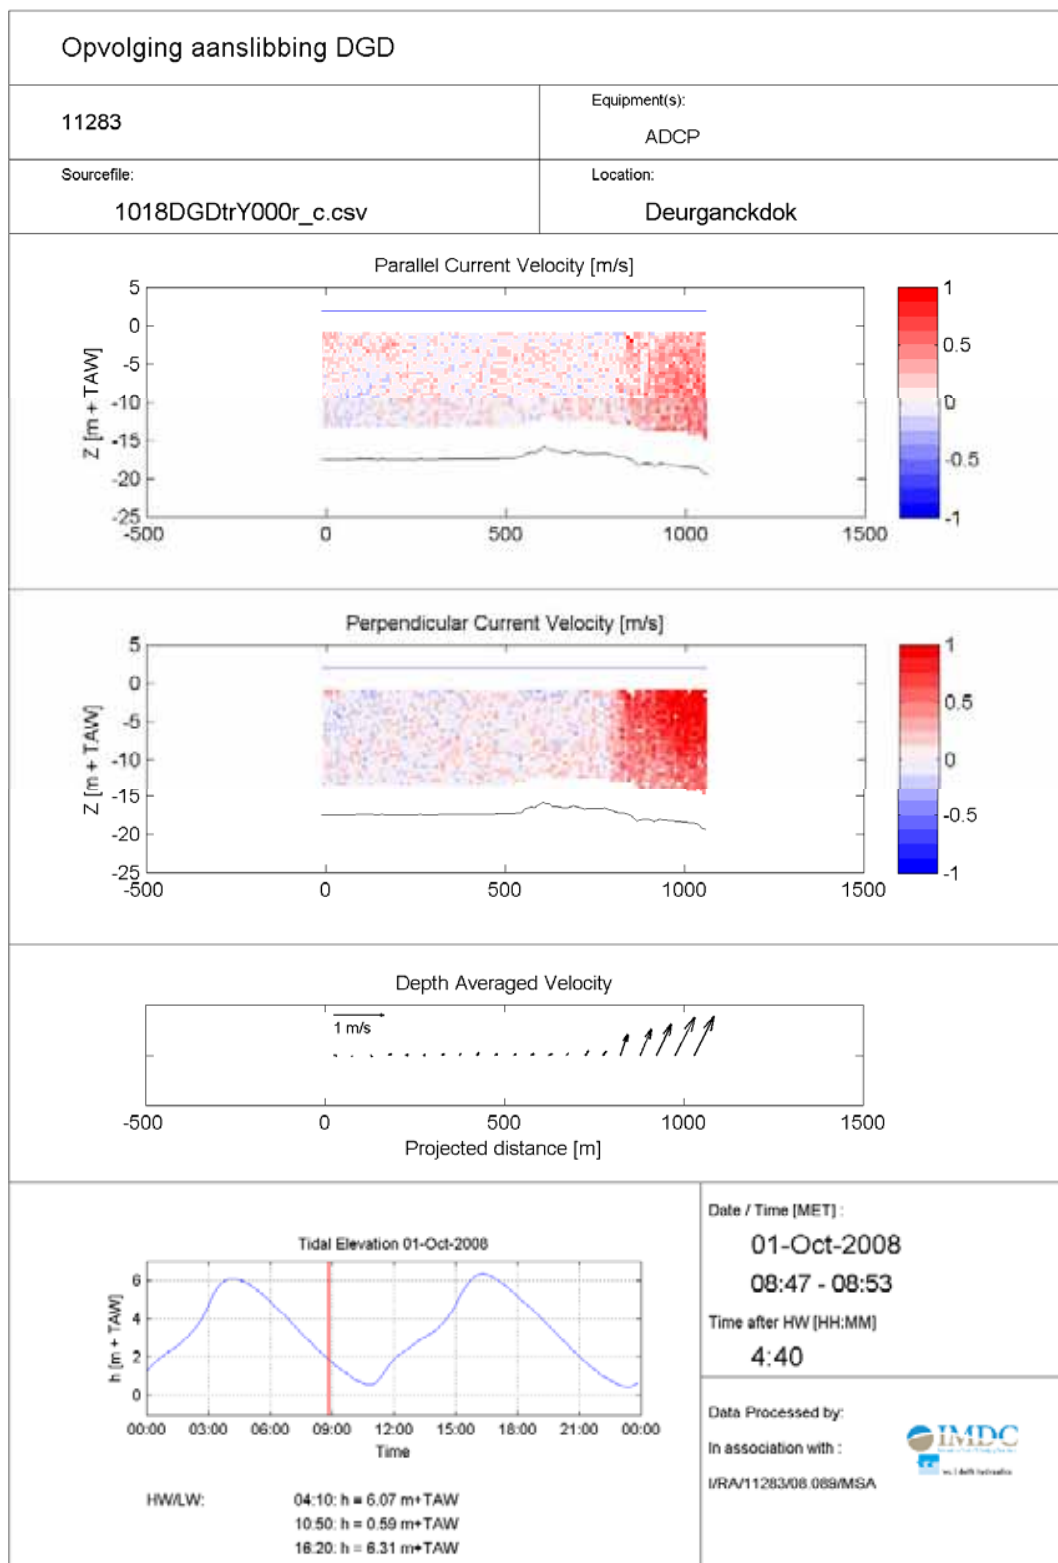 Opvolging aanslibbing DGD
11283
Equipment(s):
ADCP
Sourcefile:
1018DGDtrY000r_c.csv
Location:
Deurganckdok
Parallel Current Velocity [m/s]
Z [m + TAW]
5
0
-5
-10
-15
-20
-25
-500
0
500
1000
1500
1
0.5
0
-0.5
-1
Perpendicular Current Velocity [m/s]
Z [m + TAW]
5
0
-5
-10
-15
-20
-25
-500
0
500
1000
1500
1
0.5
0
-0.5
-1
Depth Averaged Velocity
1 m/s
-500
0
500
1000
1500
Projected distance [m]
Tidal Elevation 01-Oct-2008
h [m + TAW]
6
4
2
0
00:00
03:00
06:00
09:00
12:00
15:00
18:00
21:00
00:00
Time
HW/LW:
04:10: h = 6.07 m+TAW
10:50: h = 0.59 m+TAW
16:20: h = 6.31 m+TAW
Date / Time [MET] :
01-Oct-2008
08:47 - 08:53
Time after HW [HH:MM]
4:40
Data Processed by:
IMDC
In association with :
wl | delft hydraulics
I/RA/11283/08.089/MSA